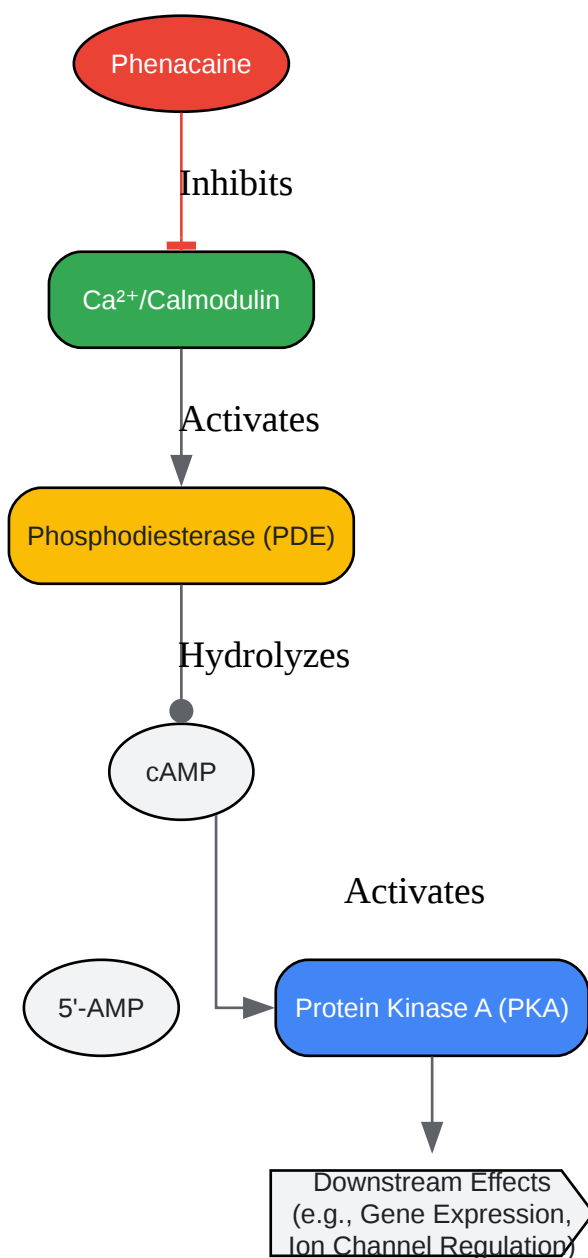 Phenacaine
Inhibits
Ca²⁺/Calmodulin
Activates
Phosphodiesterase (PDE)
Hydrolyzes
cAMP
Activates
5'-AMP
Protein Kinase A (PKA)
Downstream Effects
(e.g., Gene Expression,
Ion Channel Regulation)